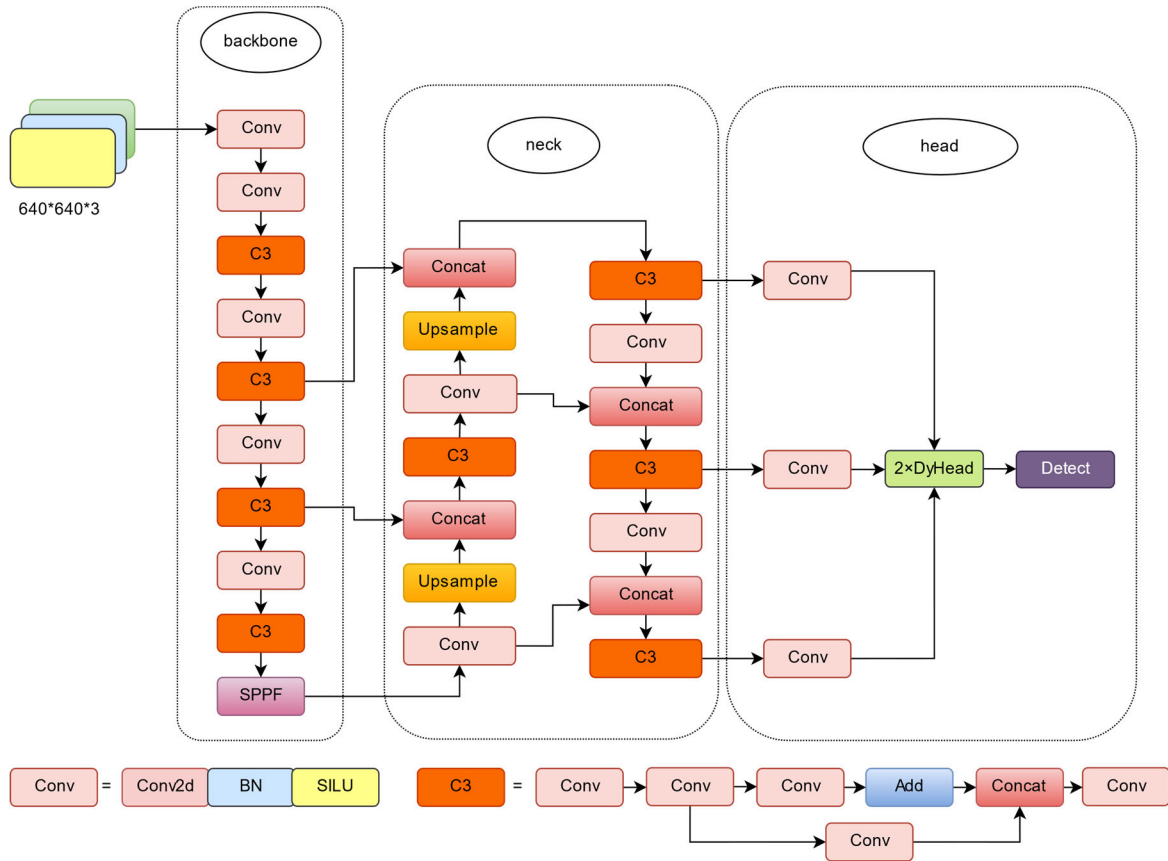 backbone
Conv
Conv
C3
Conv
C3
Conv
C3
Conv
C3
SPPF
640*640*3
neck
Concat
Upsample
Conv
C3
Concat
Upsample
Conv
C3
Conv
Concat
C3
Conv
Concat
C3
head
Conv
Conv
Conv
2×DyHead
Detect
Conv = Conv2d BN SILU
C3 = Conv Conv Conv Add Concat Conv
Conv